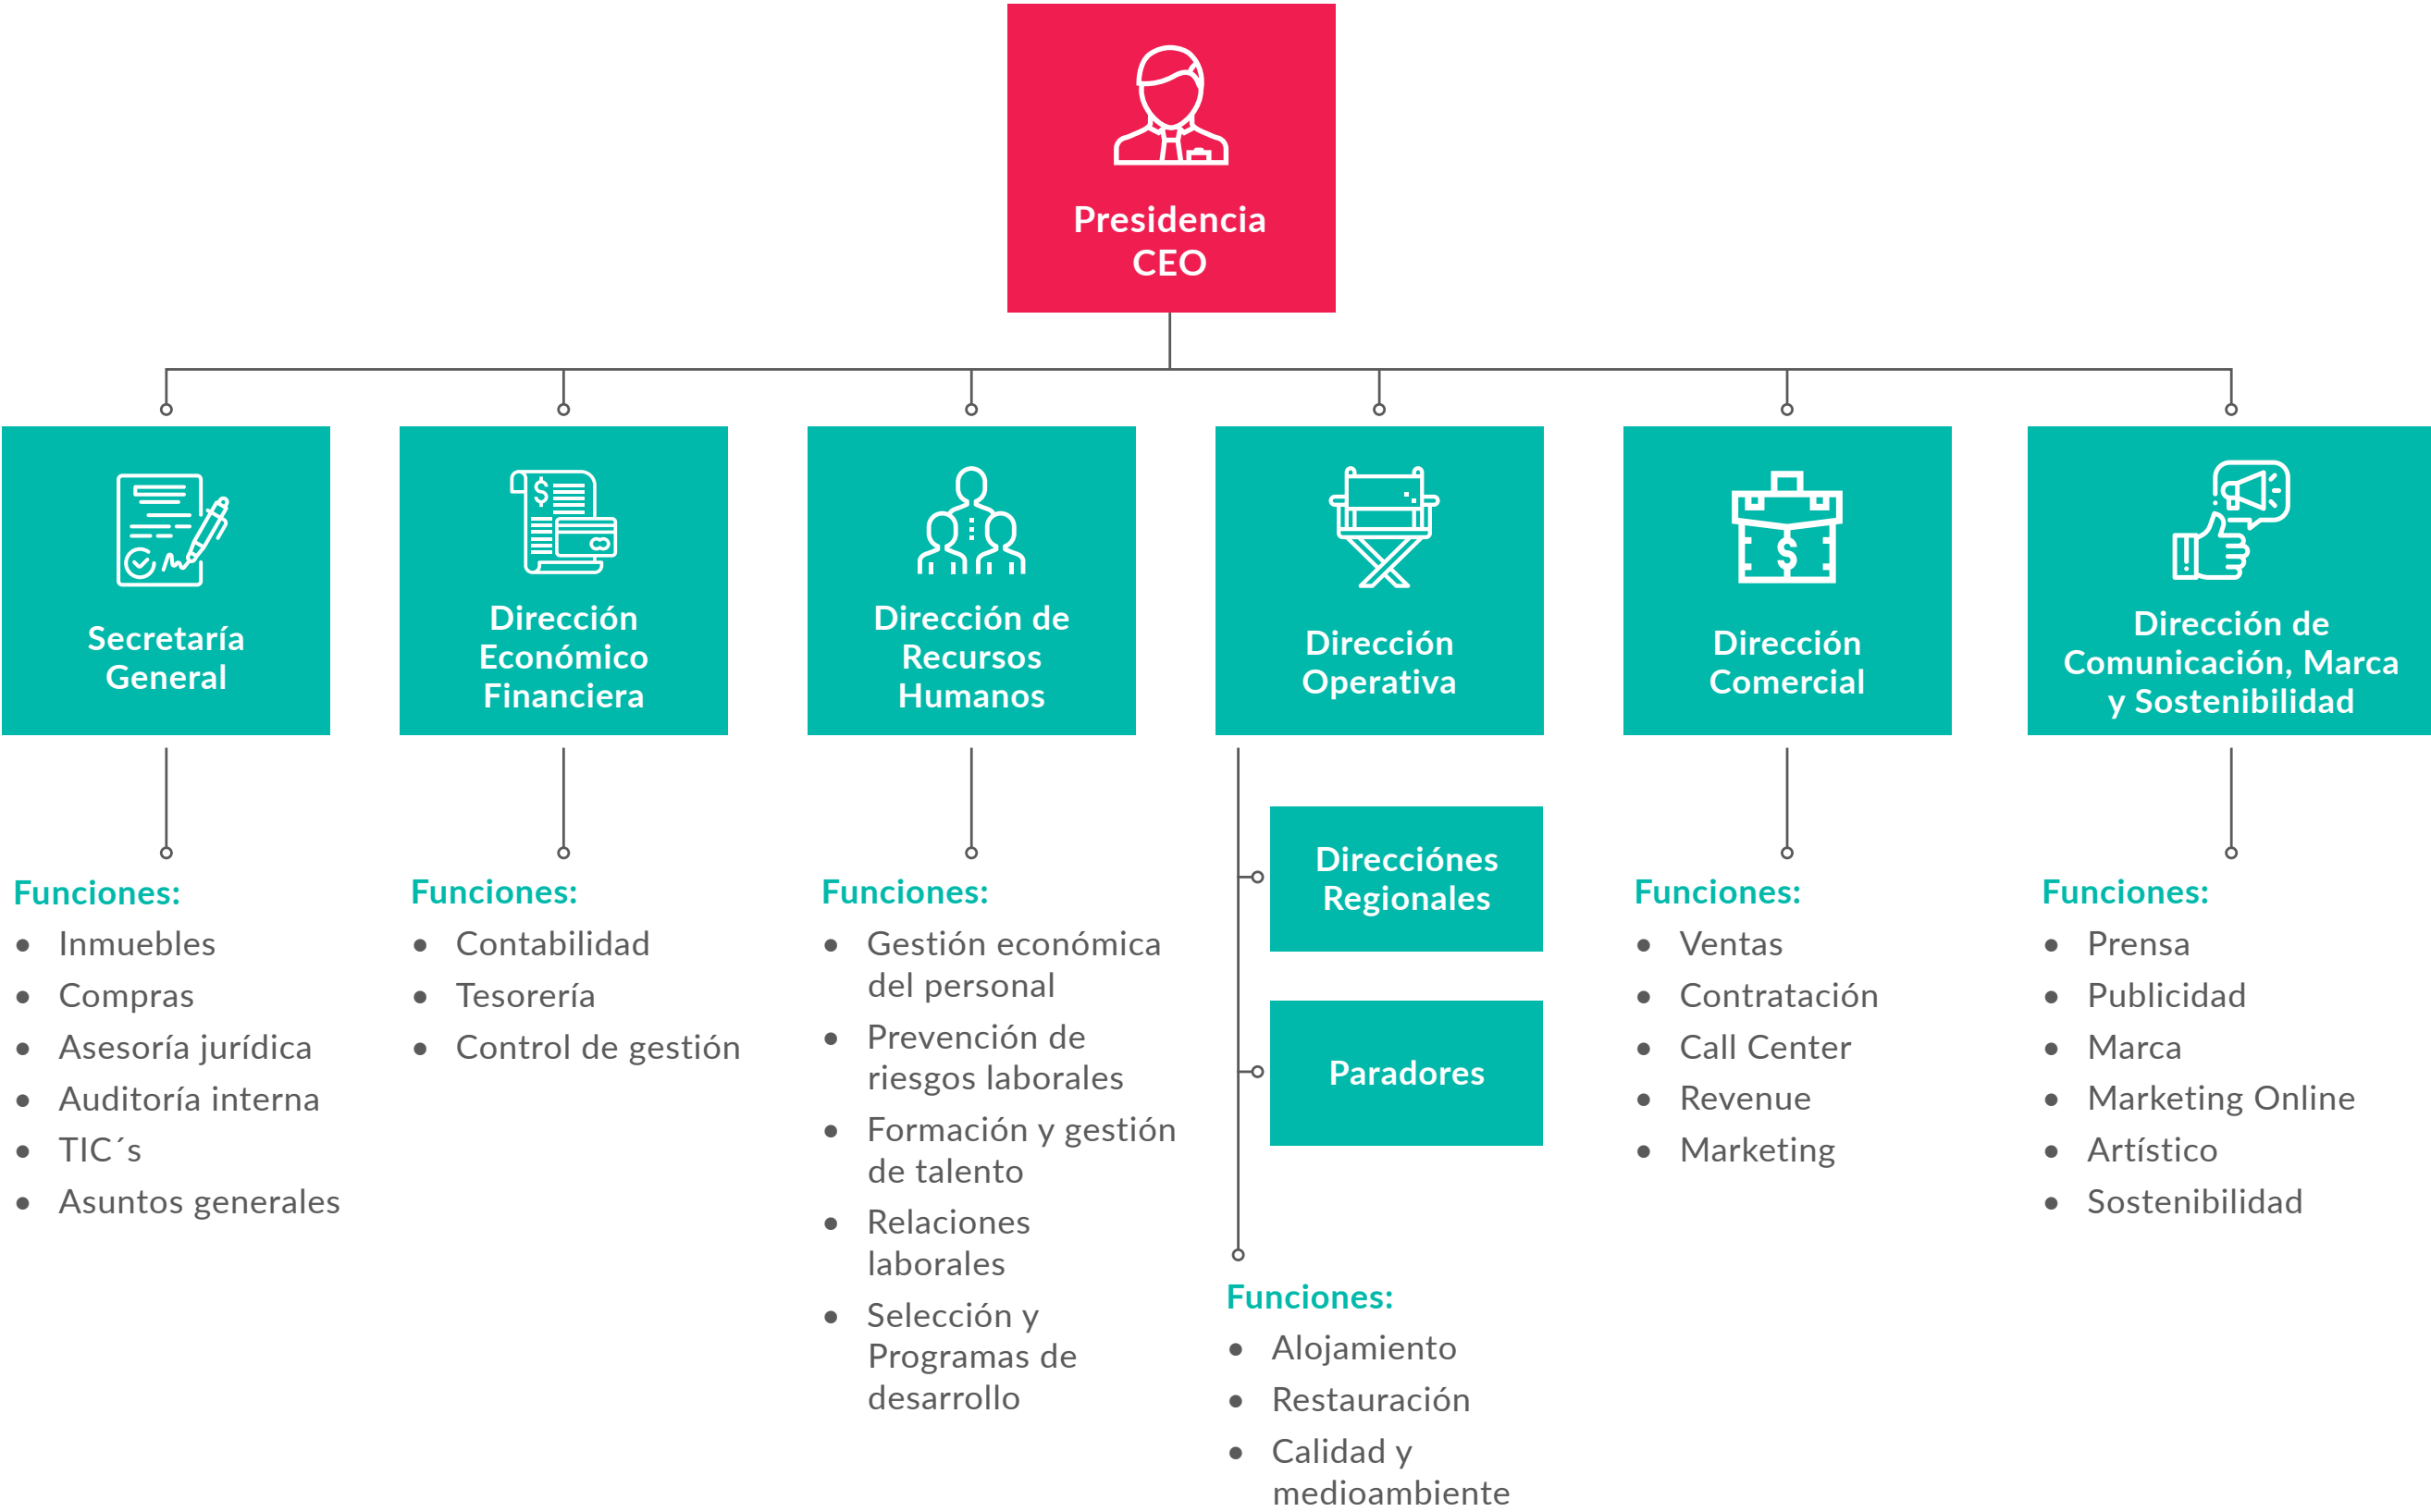 Presidencia
CEO
Secretaría
General
Dirección
Económico
Financiera
Dirección de
Recursos
Humanos
Dirección
Operativa
Dirección
Comercial
Dirección de
Comunicación, Marca
y Sostenibilidad
Funciones:
• Inmuebles
• Compras
• Asesoría jurídica
• Auditoría interna
• TIC´s
• Asuntos generales
Funciones:
• Contabilidad
• Tesorería
• Control de gestión
Funciones:
• Gestión económica
del personal
• Prevención de
riesgos laborales
• Formación y gestión
de talento
• Relaciones
laborales
• Selección y
Programas de
desarrollo
Direcciónes
Regionales
Paradores
Funciones:
• Alojamiento
• Restauración
• Calidad y
medioambiente
Funciones:
• Ventas
• Contratación
• Call Center
• Revenue
• Marketing
Funciones:
• Prensa
• Publicidad
• Marca
• Marketing Online
• Artístico
• Sostenibilidad